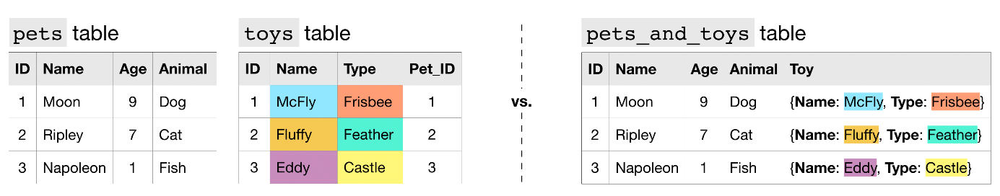 pets table
ID Name Age Animal
1 Moon 9 Dog
2 Ripley 7 Cat
3 Napoleon 1 Fish
toys table
ID Name Type Pet_ID
1 McFly Frisbee 1
2 Fluffy Feather 2
3 Eddy Castle 3
vs.
pets_and_toys table
ID Name Age Animal Toy
1 Moon 9 Dog {Name: McFly, Type: Frisbee}
2 Ripley 7 Cat {Name: Fluffy, Type: Feather}
3 Napoleon 1 Fish {Name: Eddy, Type: Castle}